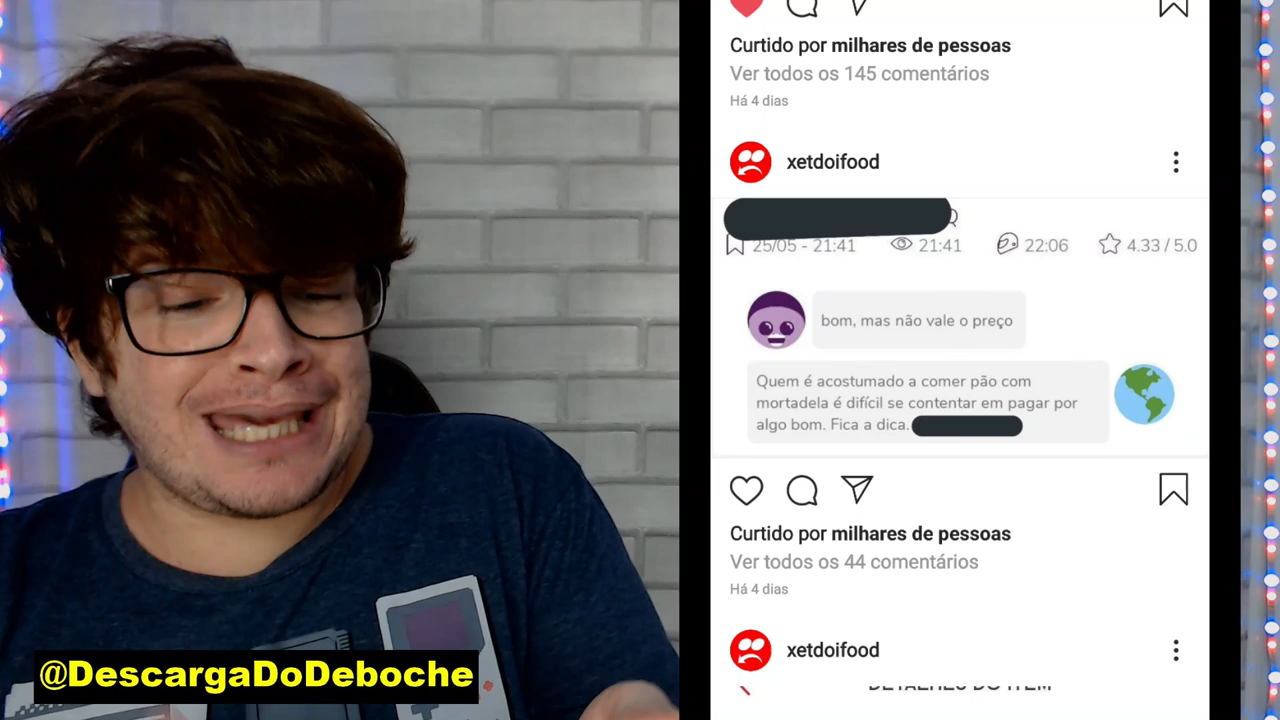 Curtido por milhares de pessoas
Ver todos os 145 comentários
Há 4 dias
xetdoifood
25/05 - 21:41 21:41 22:06 4.33 / 5.0
bom, mas não vale o preço
Quem é acostumado a comer pão com
mortadela é difícil se contentar em pagar por
algo bom. Fica a dica.
Curtido por milhares de pessoas
Ver todos os 44 comentários
Há 4 dias
xetdoifood
DETALHES DO ITEM
@DescargaDoDeboche